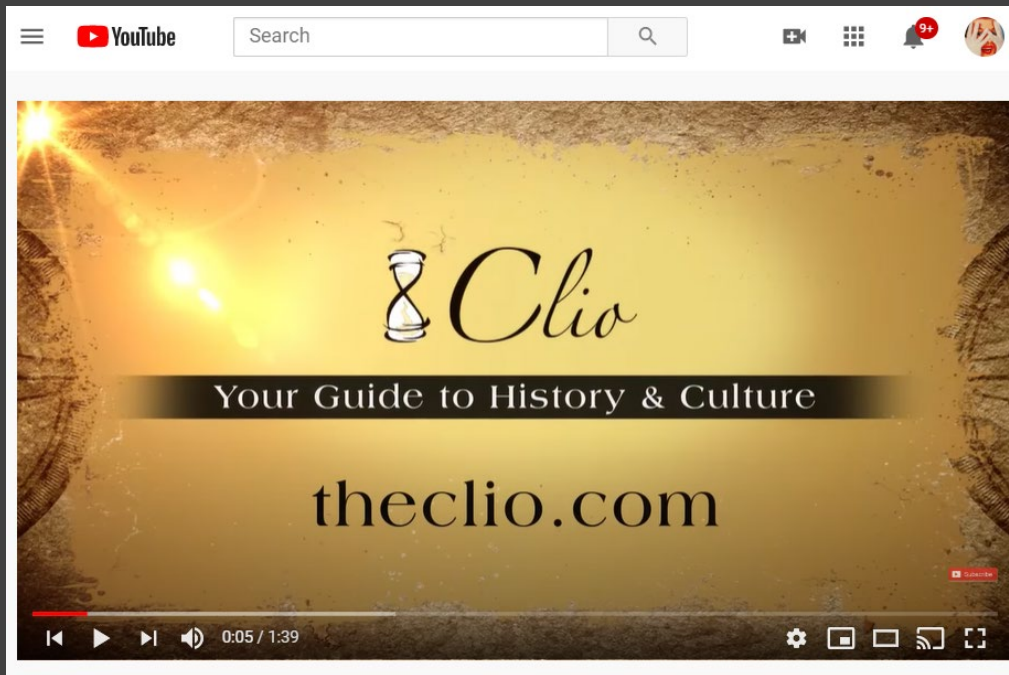 YouTube
Search
9+
Clio
Your Guide to History & Culture
theclio.com
Subscribe
0:05 / 1:39